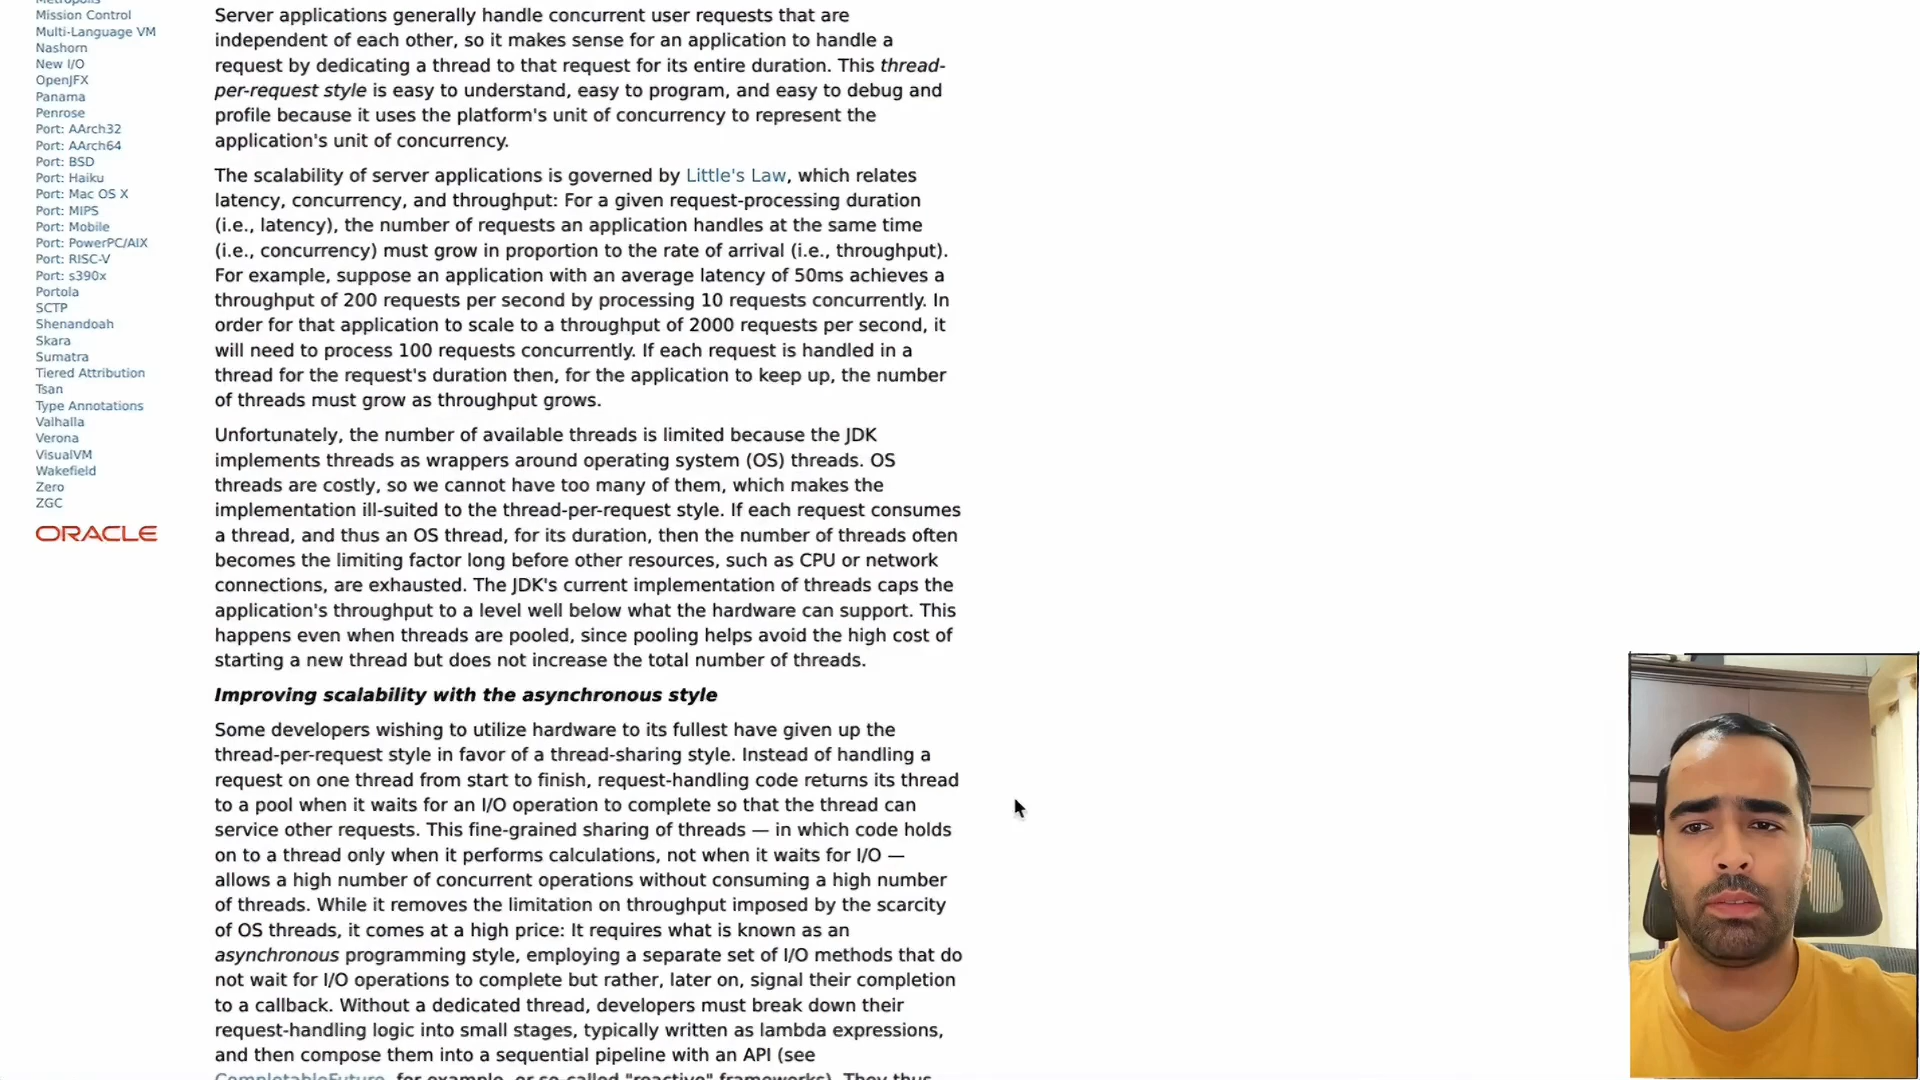 Metropolis
Mission Control
Multi-Language VM
Nashorn
New I/O
OpenJFX
Panama
Penrose
Port: AArch32
Port: AArch64
Port: BSD
Port: Haiku
Port: Mac OS X
Port: MIPS
Port: Mobile
Port: PowerPC/AIX
Port: RISC-V
Port: s390x
Portola
SCTP
Shenandoah
Skara
Sumatra
Tiered Attribution
Tsan
Type Annotations
Valhalla
Verona
VisualVM
Wakefield
Zero
ZGC
ORACLE
Server applications generally handle concurrent user requests that are
independent of each other, so it makes sense for an application to handle a
request by dedicating a thread to that request for its entire duration. This thread-
per-request style is easy to understand, easy to program, and easy to debug and
profile because it uses the platform's unit of concurrency to represent the
application's unit of concurrency.
The scalability of server applications is governed by Little's Law, which relates
latency, concurrency, and throughput: For a given request-processing duration
(i.e., latency), the number of requests an application handles at the same time
(i.e., concurrency) must grow in proportion to the rate of arrival (i.e., throughput).
For example, suppose an application with an average latency of 50ms achieves a
throughput of 200 requests per second by processing 10 requests concurrently. In
order for that application to scale to a throughput of 2000 requests per second, it
will need to process 100 requests concurrently. If each request is handled in a
thread for the request's duration then, for the application to keep up, the number
of threads must grow as throughput grows.
Unfortunately, the number of available threads is limited because the JDK
implements threads as wrappers around operating system (OS) threads. OS
threads are costly, so we cannot have too many of them, which makes the
implementation ill-suited to the thread-per-request style. If each request consumes
a thread, and thus an OS thread, for its duration, then the number of threads often
becomes the limiting factor long before other resources, such as CPU or network
connections, are exhausted. The JDK's current implementation of threads caps the
application's throughput to a level well below what the hardware can support. This
happens even when threads are pooled, since pooling helps avoid the high cost of
starting a new thread but does not increase the total number of threads.
Improving scalability with the asynchronous style
Some developers wishing to utilize hardware to its fullest have given up the
thread-per-request style in favor of a thread-sharing style. Instead of handling a
request on one thread from start to finish, request-handling code returns its thread
to a pool when it waits for an I/O operation to complete so that the thread can
service other requests. This fine-grained sharing of threads — in which code holds
on to a thread only when it performs calculations, not when it waits for I/O —
allows a high number of concurrent operations without consuming a high number
of threads. While it removes the limitation on throughput imposed by the scarcity
of OS threads, it comes at a high price: It requires what is known as an
asynchronous programming style, employing a separate set of I/O methods that do
not wait for I/O operations to complete but rather, later on, signal their completion
to a callback. Without a dedicated thread, developers must break down their
request-handling logic into small stages, typically written as lambda expressions,
and then compose them into a sequential pipeline with an API (see
CompletableFuture, for example, or so-called "reactive" frameworks). They thus